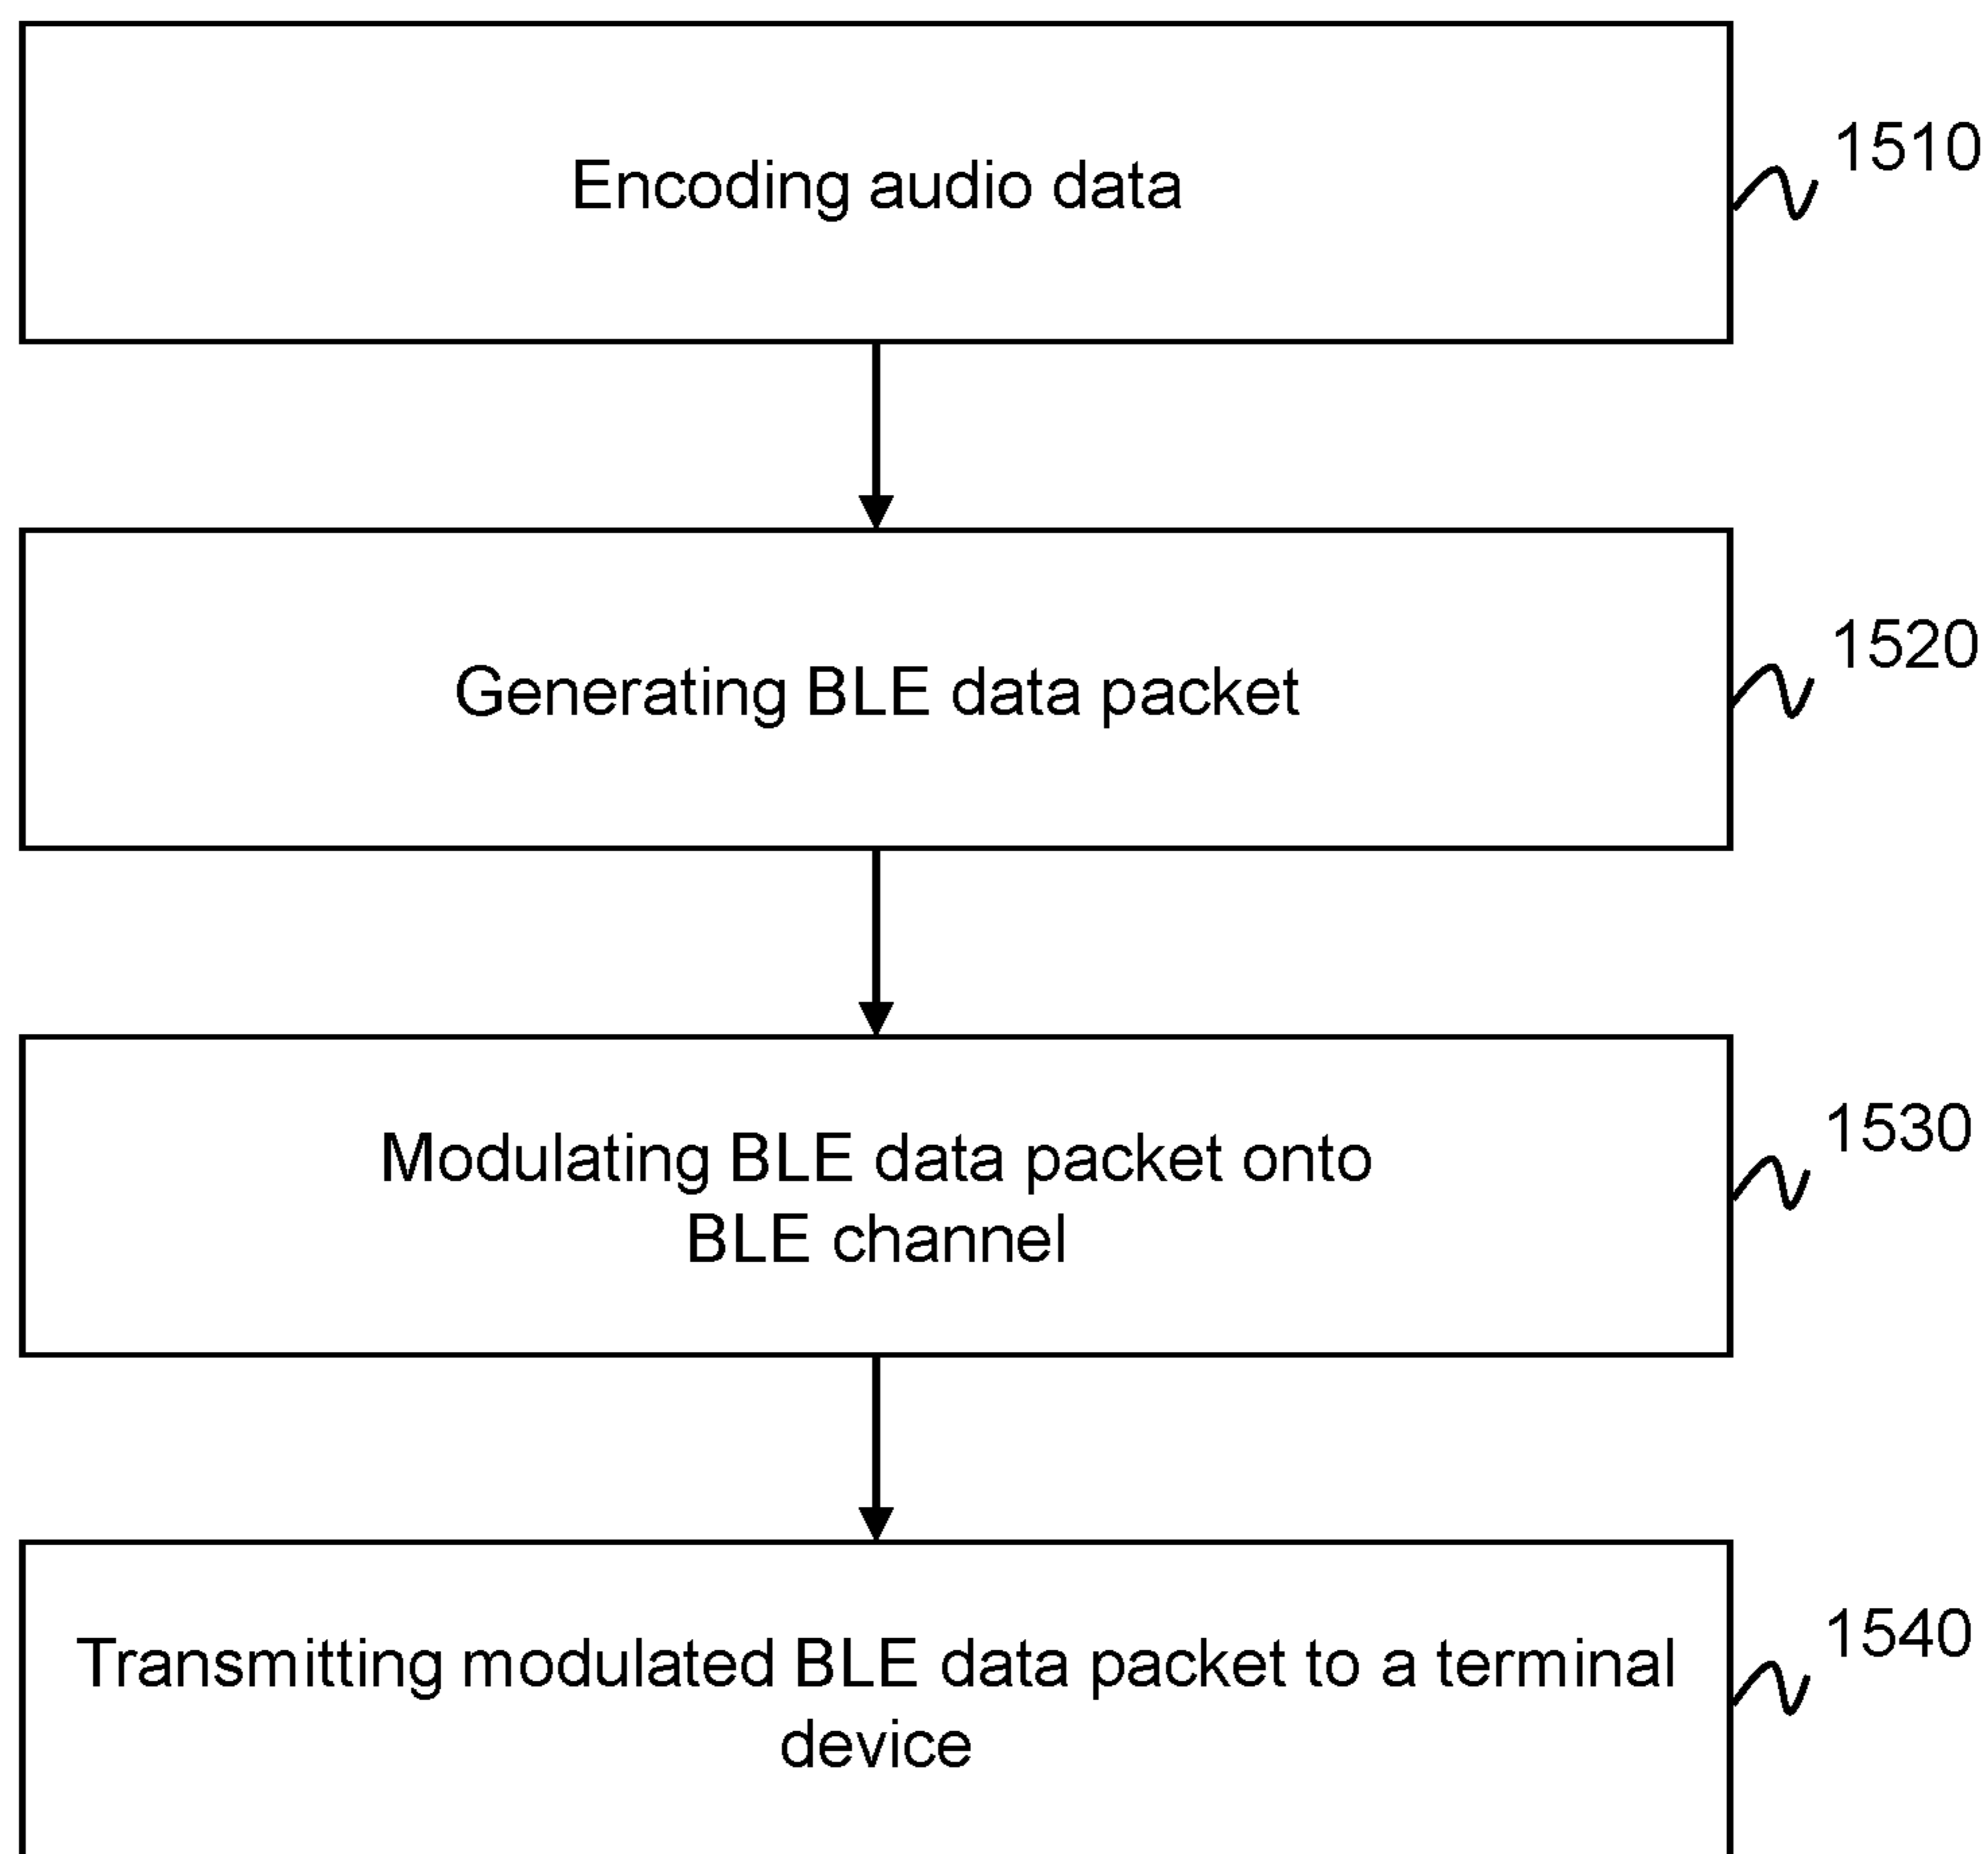 Encoding audio data
1510
Generating BLE data packet
1520
Modulating BLE data packet onto
BLE channel
1530
Transmitting modulated BLE data packet to a terminal
device
1540